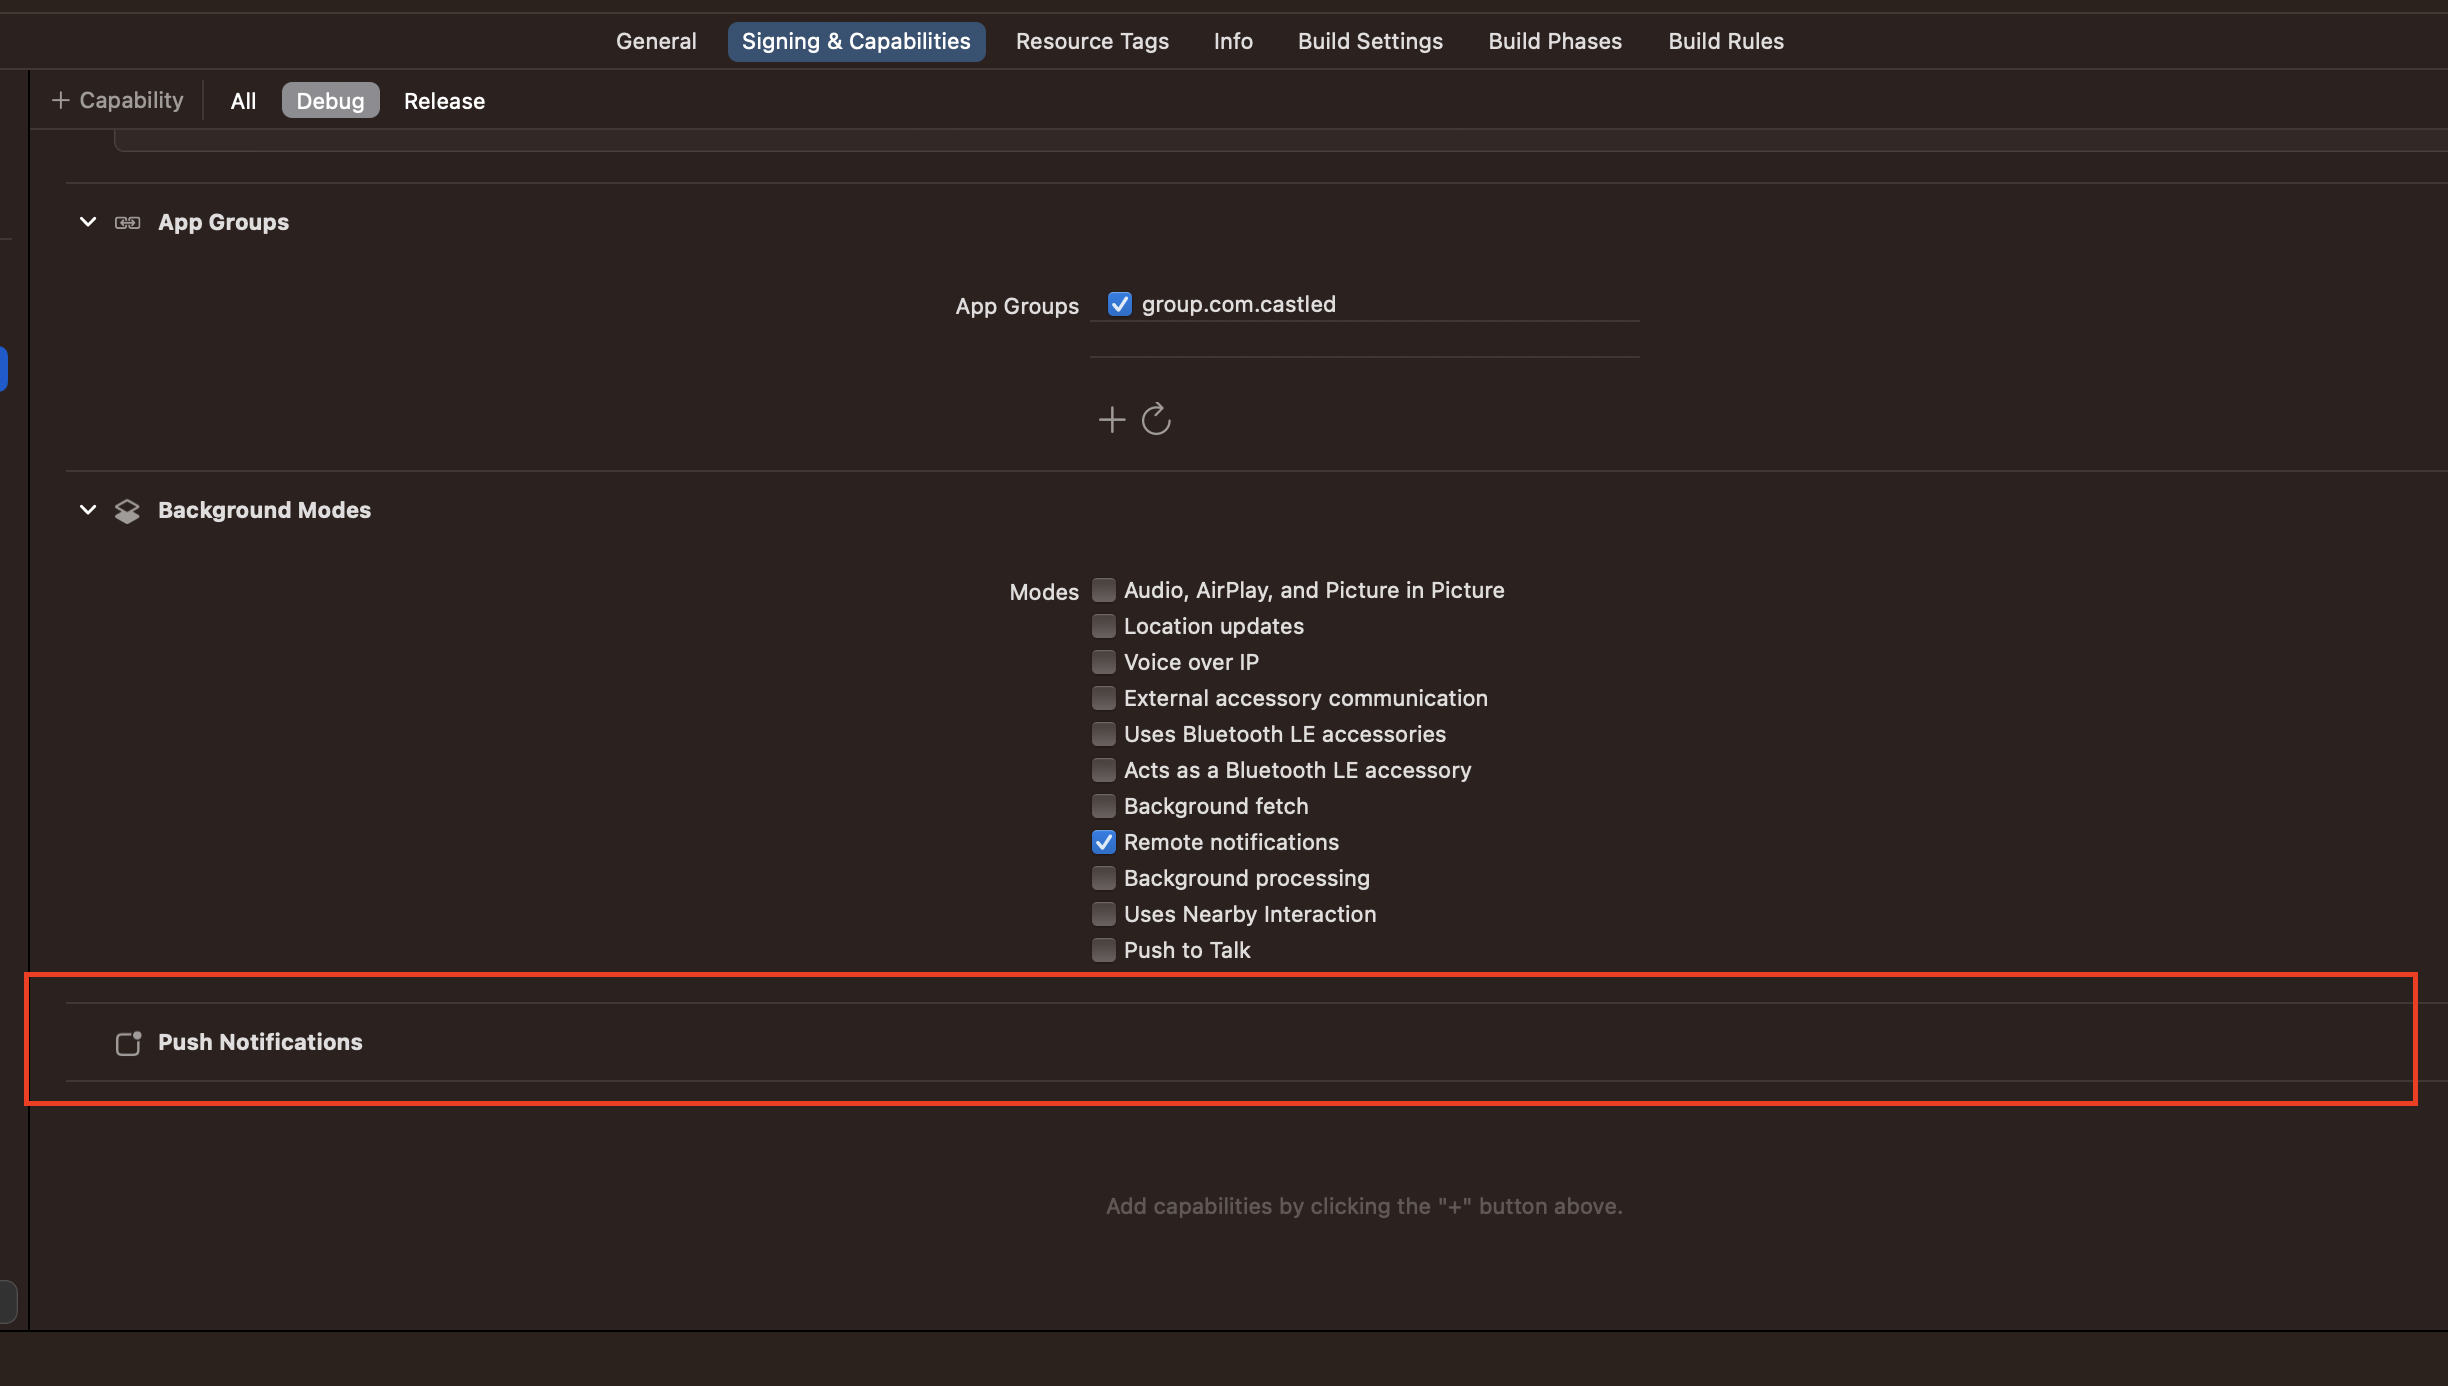 General Signing & Capabilities Resource Tags Info Build Settings Build Phases Build Rules
+ Capability All Debug Release
App Groups
App Groups group.com.castled
Background Modes
Modes Audio, AirPlay, and Picture in Picture
Location updates
Voice over IP
External accessory communication
Uses Bluetooth LE accessories
Acts as a Bluetooth LE accessory
Background fetch
Remote notifications
Background processing
Uses Nearby Interaction
Push to Talk
Push Notifications
Add capabilities by clicking the "+" button above.